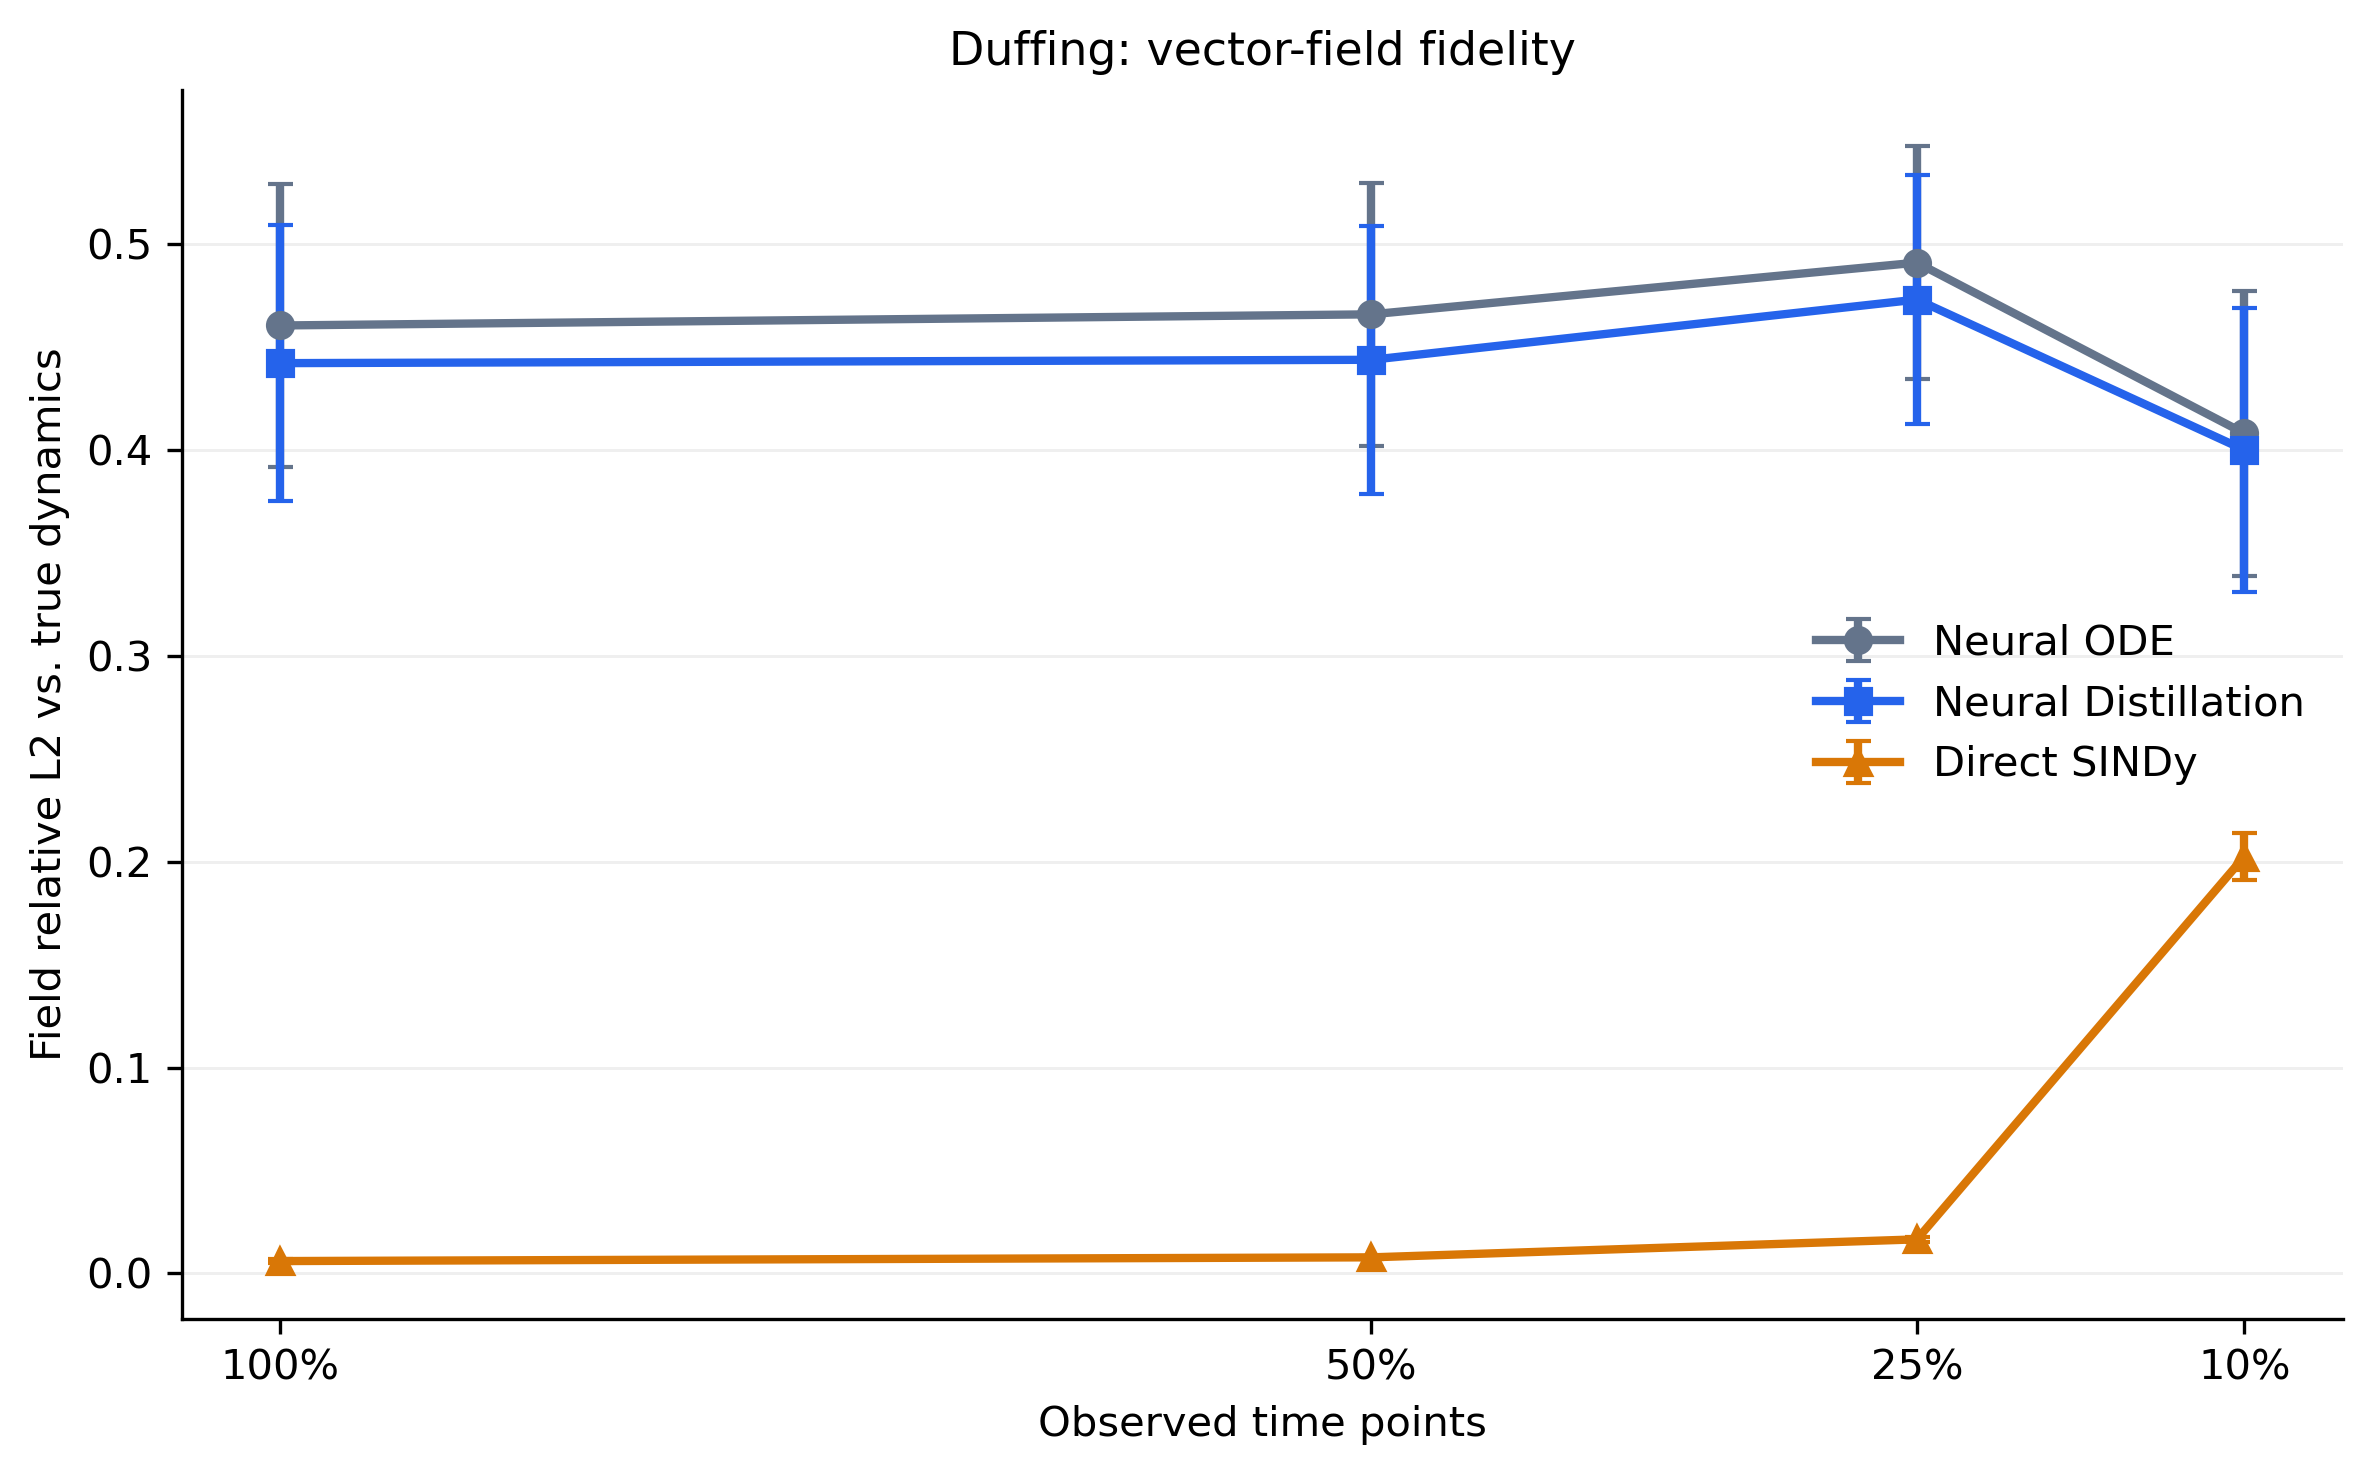 Duffing: vector-field fidelity
Field relative L2 vs. true dynamics
0.5
0.4
0.3
0.2
0.1
0.0
Neural ODE
Neural Distillation
Direct SINDy
100%
50%
25%
10%
Observed time points